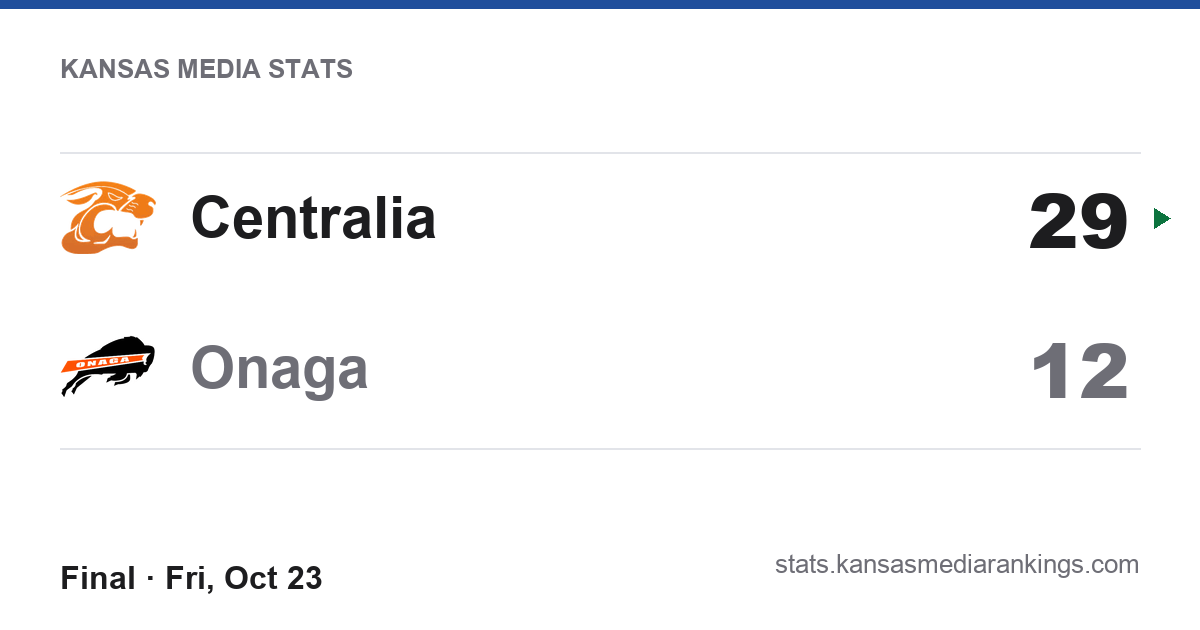 KANSAS MEDIA STATS
Centralia 29
ONAGA
Onaga 12
Final · Fri, Oct 23
stats.kansasmediarankings.com